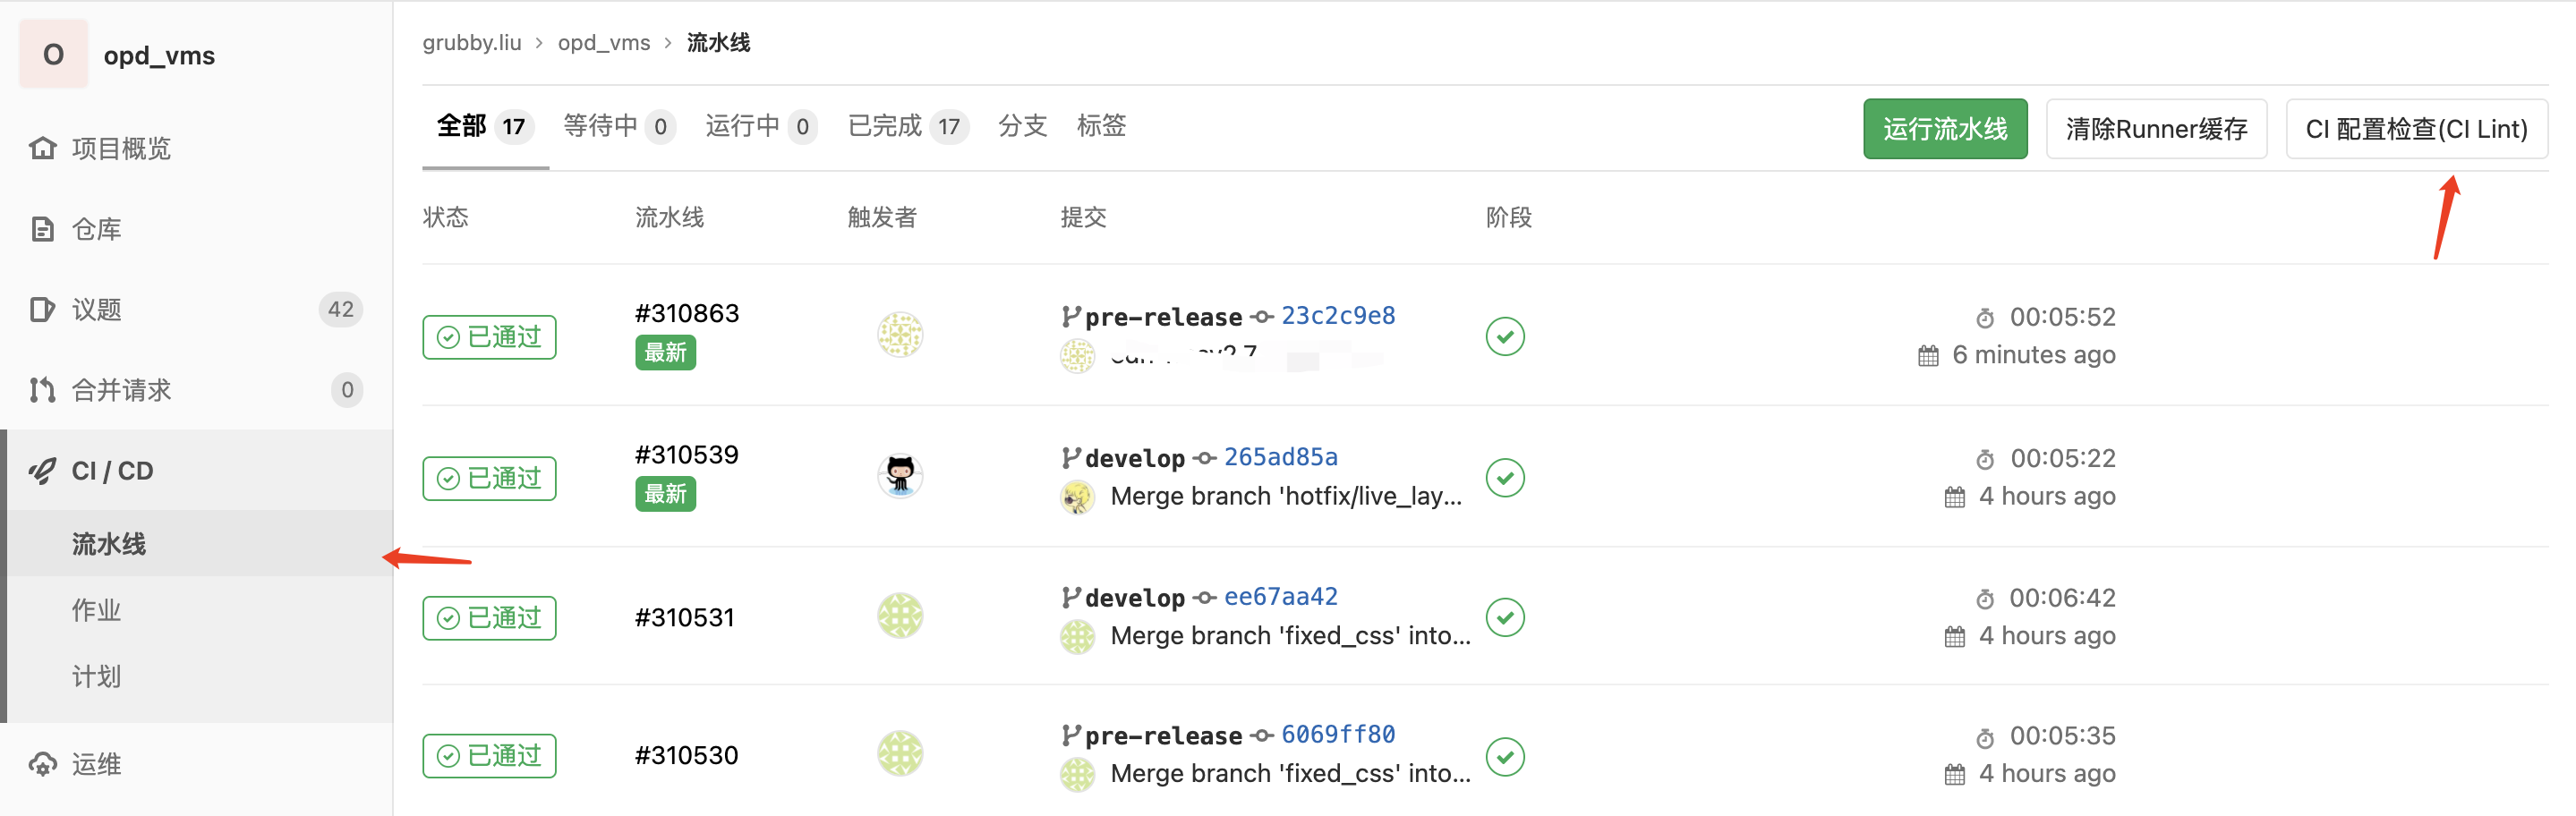 O opd_vms
项目概览
仓库
议题 42
合并请求 0
CI / CD
流水线
作业
计划
运维
grubby.liu › opd_vms › 流水线
全部 17 等待中 0 运行中 0 已完成 17 分支 标签
运行流水线 清除Runner缓存 CI 配置检查(CI Lint)
状态 流水线 触发者 提交 阶段
已通过 #310863 pre-release 23c2c9e8 00:05:52
最新 6 minutes ago
已通过 #310539 develop 265ad85a 00:05:22
最新 Merge branch 'hotfix/live_lay... 4 hours ago
已通过 #310531 develop ee67aa42 00:06:42
Merge branch 'fixed_css' into... 4 hours ago
已通过 #310530 pre-release 6069ff80 00:05:35
Merge branch 'fixed_css' into... 4 hours ago